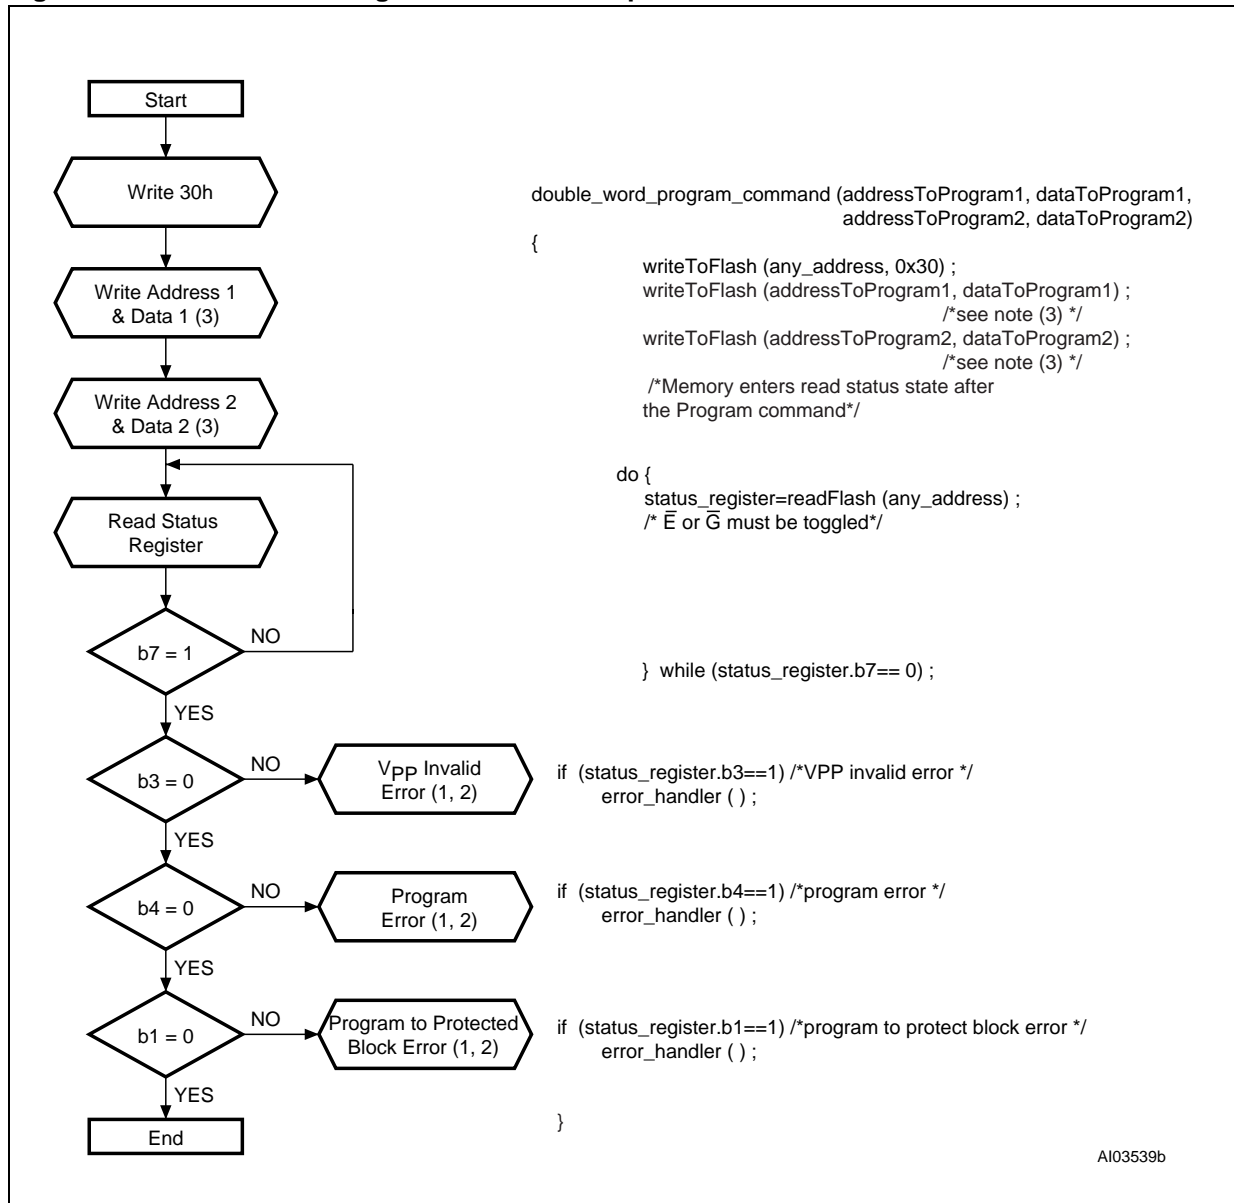 Start
Write 30h
Write Address 1
& Data 1 (3)
Write Address 2
& Data 2 (3)
Read Status
Register
b7 = 1
NO
YES
b3 = 0
NO
VPP Invalid
Error (1, 2)
YES
b4 = 0
NO
Program
Error (1, 2)
YES
b1 = 0
NO
Program to Protected
Block Error (1, 2)
YES
End
double_word_program_command (addressToProgram1, dataToProgram1,
addressToProgram2, dataToProgram2)
{
writeToFlash (any_address, 0x30) ;
writeToFlash (addressToProgram1, dataToProgram1) ;
/*see note (3) */
writeToFlash (addressToProgram2, dataToProgram2) ;
/*see note (3) */
/*Memory enters read status state after
the Program command*/
do {
status_register=readFlash (any_address) ;
/* E̅ or G̅ must be toggled*/
} while (status_register.b7== 0) ;
if (status_register.b3==1) /*VPP invalid error */
error_handler ( ) ;
if (status_register.b4==1) /*program error */
error_handler ( ) ;
if (status_register.b1==1) /*program to protect block error */
error_handler ( ) ;
}
AI03539b